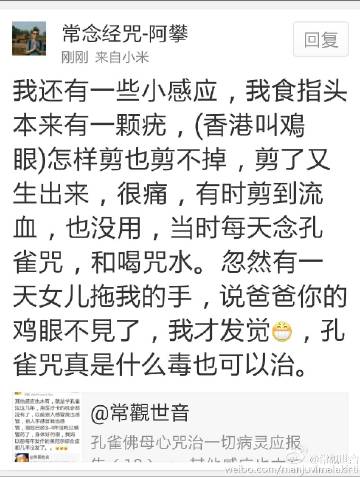 常念经咒-阿攀
刚刚 来自小米
回复
我还有一些小感应，我食指头
本来有一颗疣，(香港叫鳮
眼)怎样剪也剪不掉，剪了又
生出来，很痛，有时剪到流
血，也没用，当时每天念孔
雀咒，和喝咒水。忽然有一
天女儿拖我的手，说爸爸你的
鸡眼不見了，我才发觉😁，孔
雀咒真是什么毒也可以治。
@常觀世音
孔雀佛母心咒治一切病灵应报
weibo.com/manjuvimalakirti